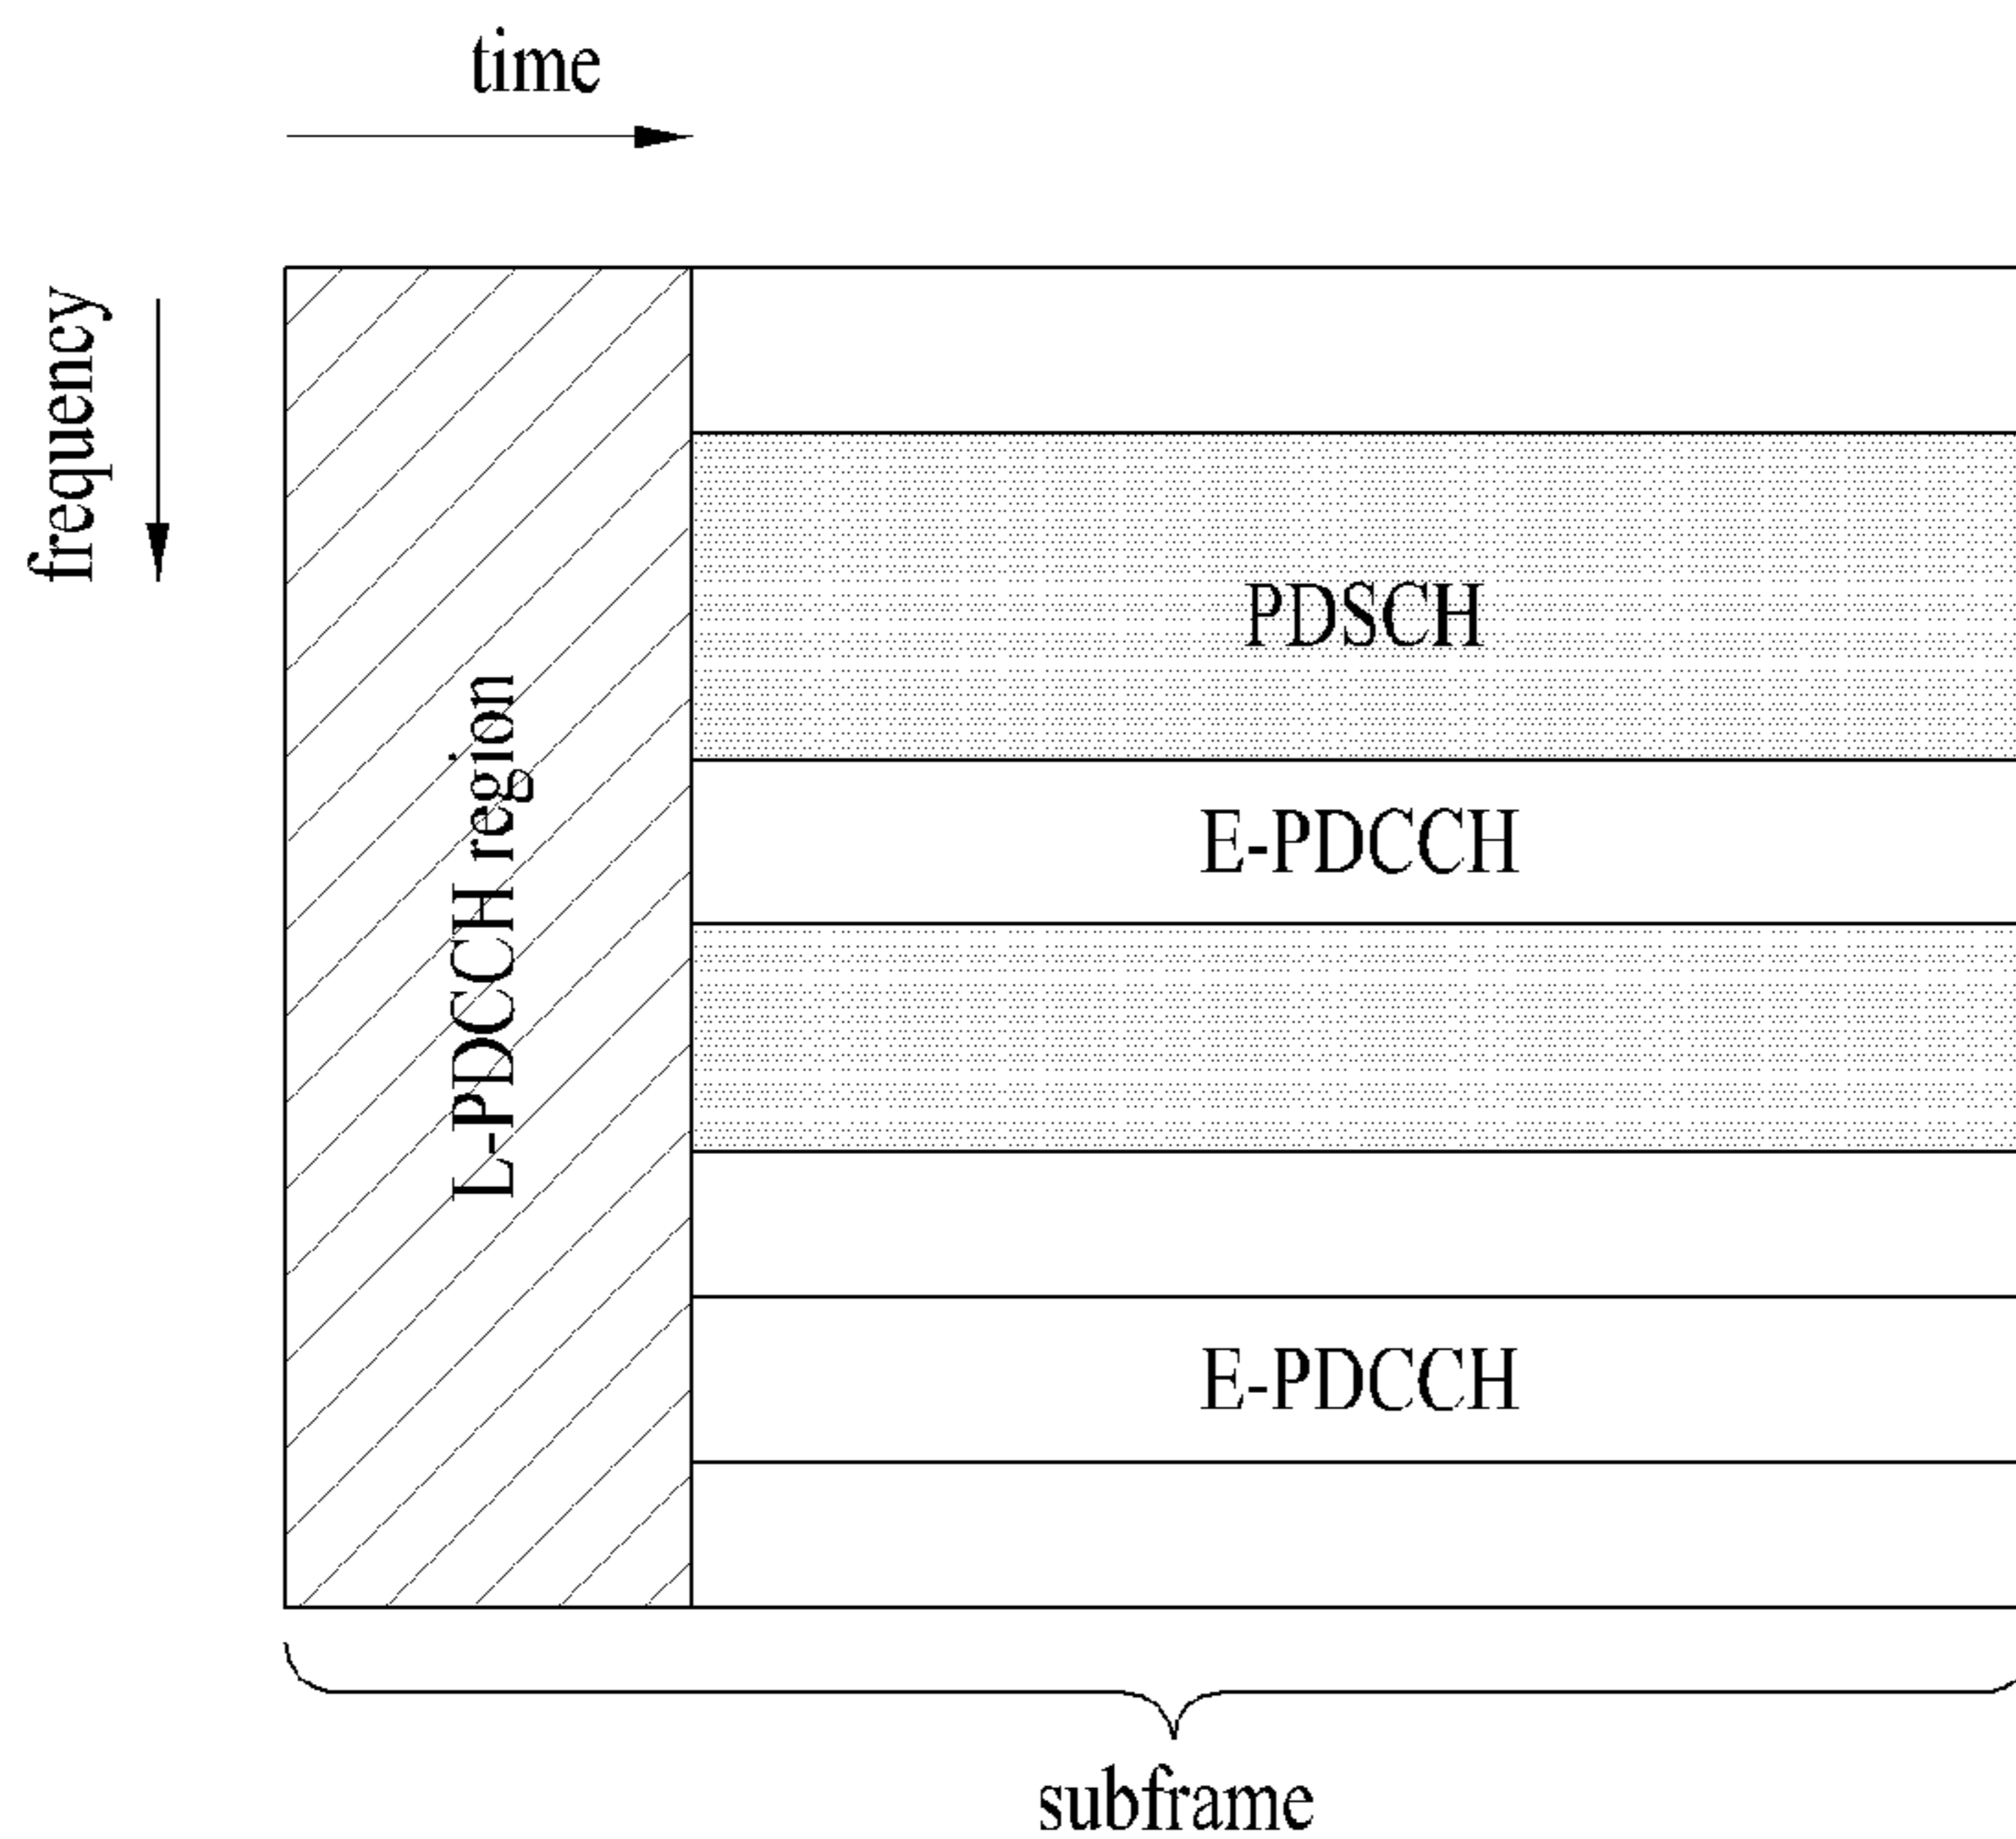 time
frequency
L-PDCCH region
PDSCH
E-PDCCH
E-PDCCH
subframe